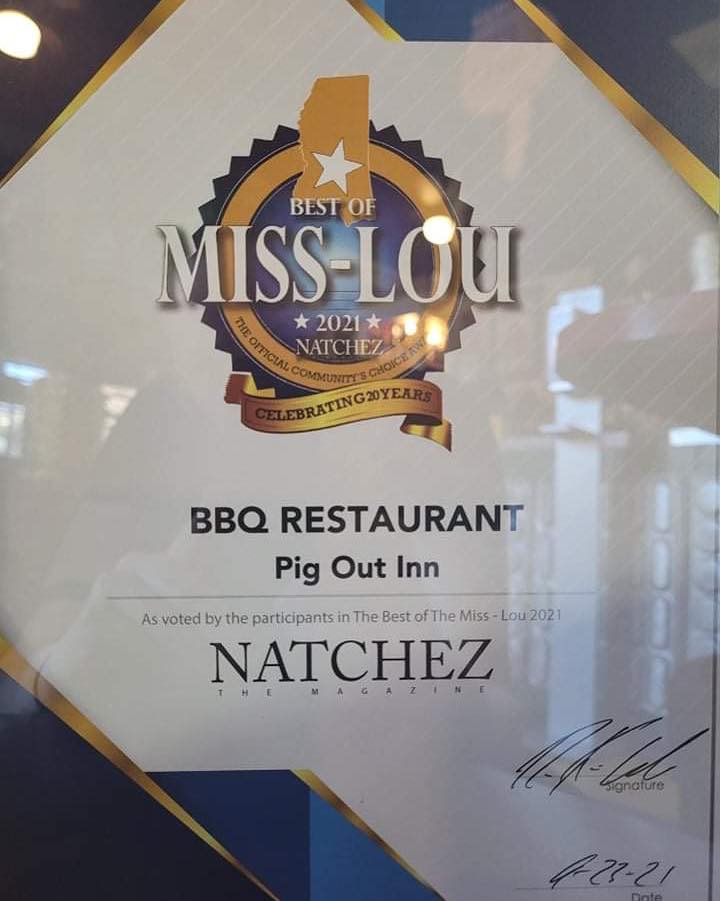 BEST OF
MISS-LOU
2021
NATCHEZ
THE OFFICIAL COMMUNITY'S CHOICE
CELEBRATING 20 YEARS
BBQ RESTAURANT
Pig Out Inn
As voted by the participants in The Best of The Miss - Lou 2021
NATCHEZ
THE MAGAZINE
Signature
Date